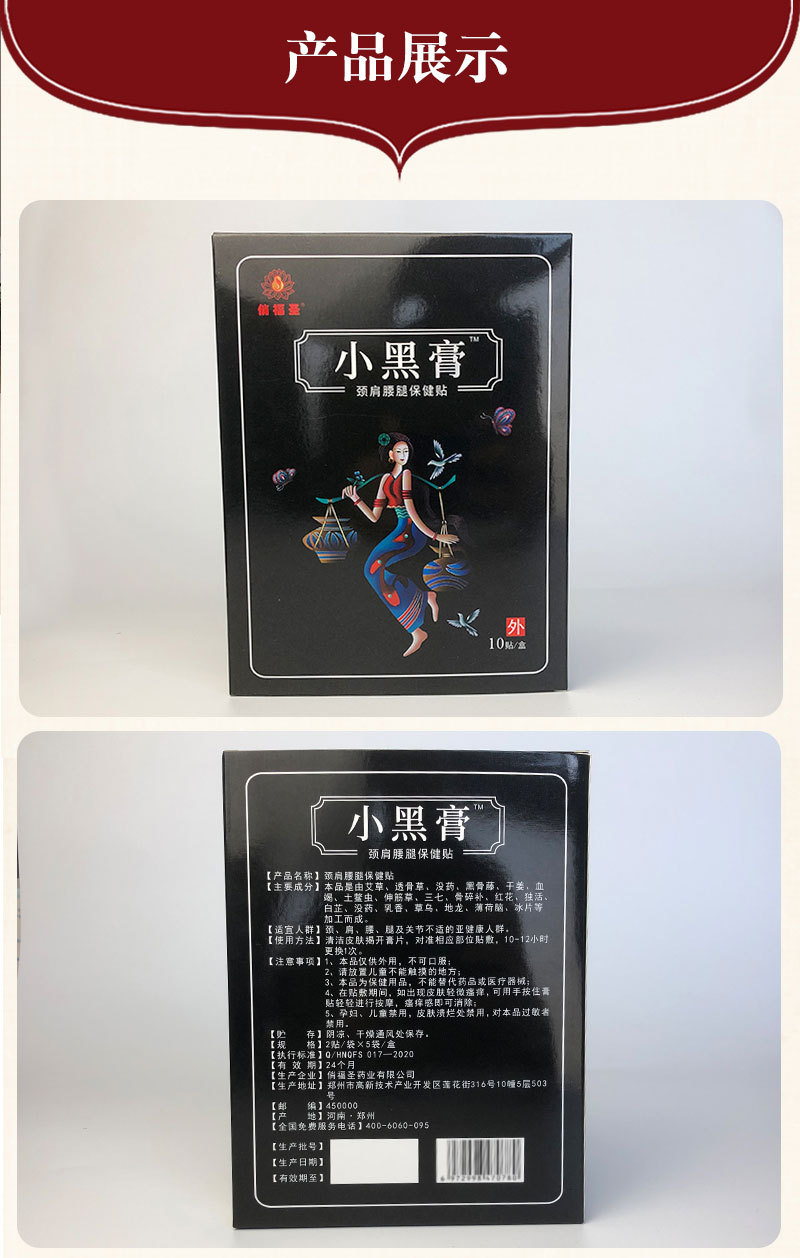 产品展示
俏福圣®
小黑膏™
颈肩腰腿保健贴
外
10贴/盒
小黑膏™
颈肩腰腿保健贴
【产品名称】颈肩腰腿保健贴
【主要成分】本品是由艾草、透骨草、没药、黑骨藤、干姜、血
竭、土鳖虫、伸筋草、三七、骨碎补、红花、独活、
白芷、没药、乳香、草乌、地龙、薄荷脑、冰片等
加工而成。
【适宜人群】颈、肩、腰、腿及关节不适的亚健康人群。
【使用方法】清洁皮肤揭开膏片，对准相应部位贴敷，10-12小时
更换1次。
【注意事项】1、本品仅供外用，不可口服；
2、请放置儿童不能触摸的地方；
3、本品为保健用品，不能替代药品或医疗器械；
4、在贴敷期间，如出现皮肤轻微瘙痒，可用手按住膏
贴轻轻进行按摩，瘙痒感即可消除；
5、孕妇、儿童禁用，皮肤溃烂处禁用，对本品过敏者
禁用。
【贮 存】阴凉、干燥通风处保存。
【规 格】2贴/袋×5袋/盒
【执行标准】Q/HNQFS 017—2020
【有 效 期】24个月
【生产企业】俏福圣药业有限公司
【生产地址】郑州市高新技术产业开发区莲花街316号10幢5层503
号
【邮 编】450000
【产 地】河南·郑州
【全国免费服务电话】400-6060-095
【生产批号】
【生产日期】
【有效期至】
6 972998 470780